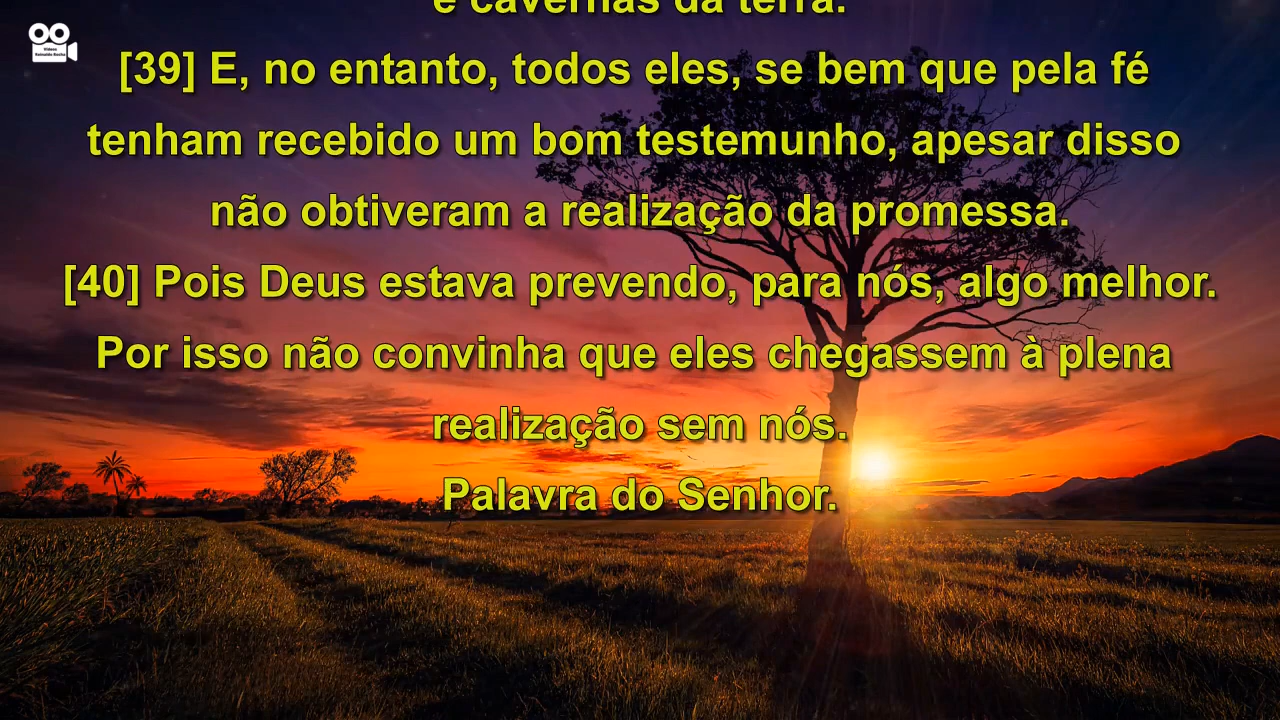 e cavernas da terra.
[39] E, no entanto, todos eles, se bem que pela fé
tenham recebido um bom testemunho, apesar disso
não obtiveram a realização da promessa.
[40] Pois Deus estava prevendo, para nós, algo melhor.
Por isso não convinha que eles chegassem à plena
realização sem nós.
Palavra do Senhor.